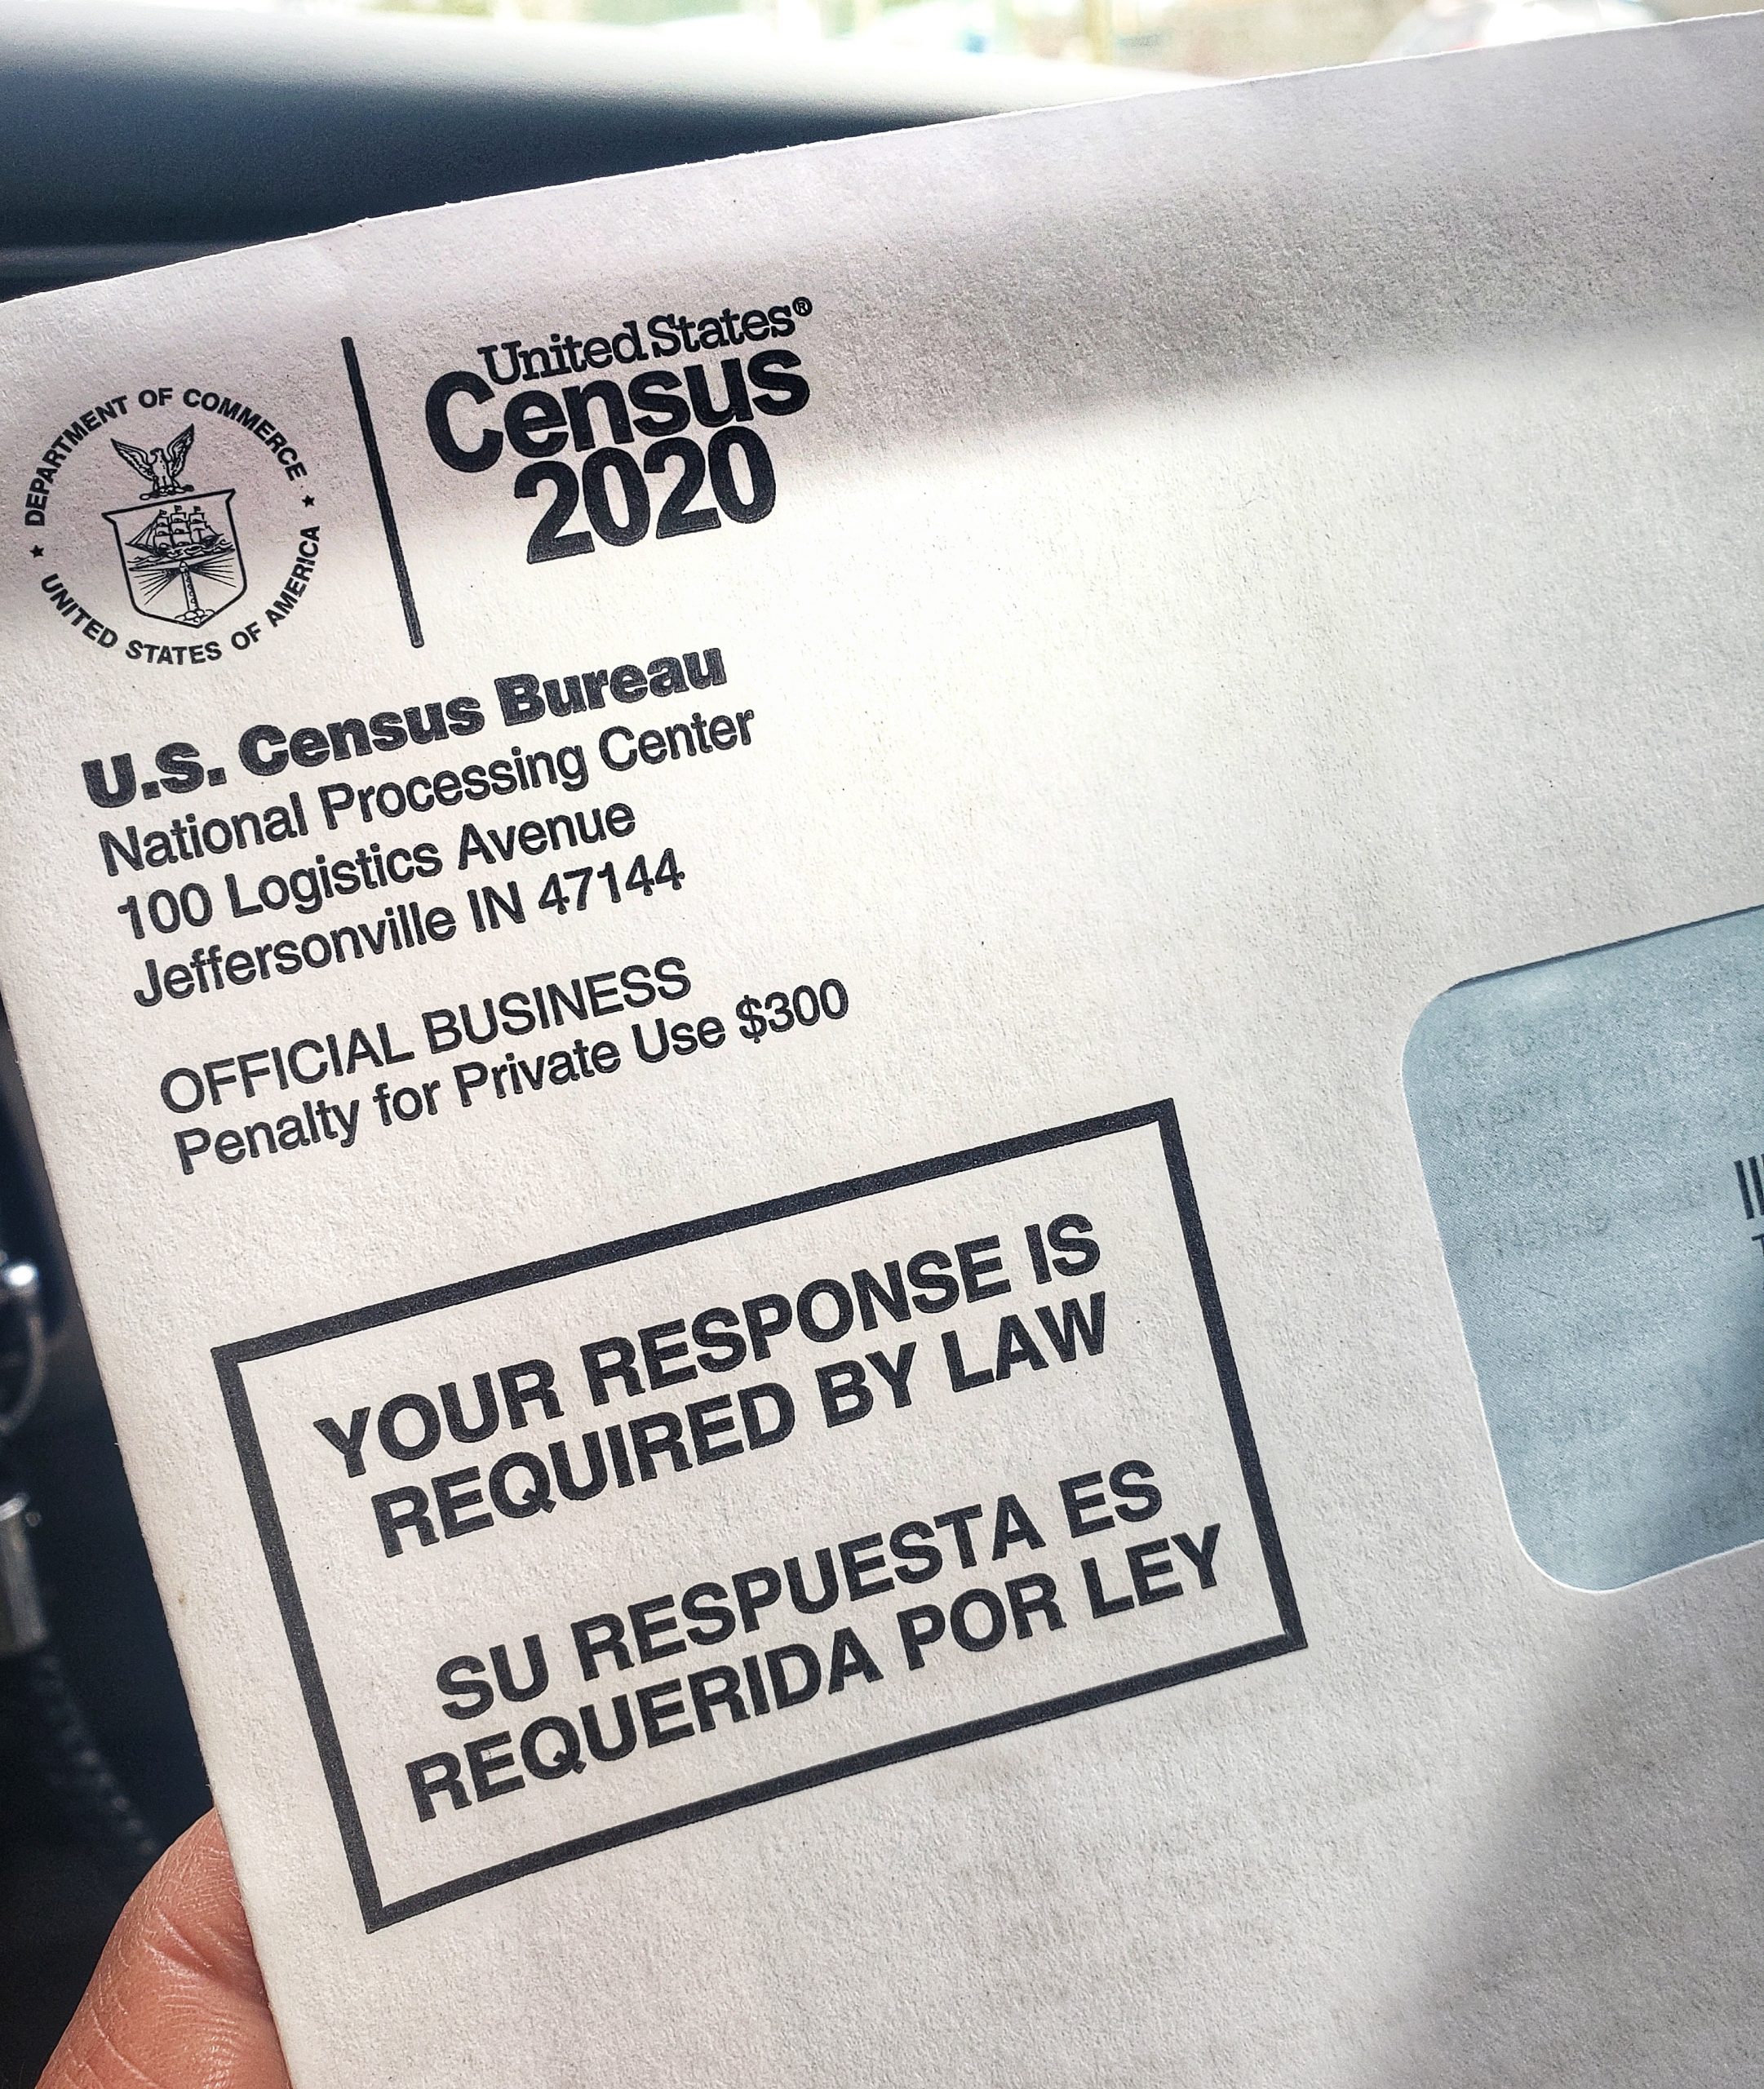 DEPARTMENT OF COMMERCE
UNITED STATES OF AMERICA
United States®
Census
2020
U.S. Census Bureau
National Processing Center
100 Logistics Avenue
Jeffersonville IN 47144
OFFICIAL BUSINESS
Penalty for Private Use $300
YOUR RESPONSE IS
REQUIRED BY LAW
SU RESPUESTA ES
REQUERIDA POR LEY